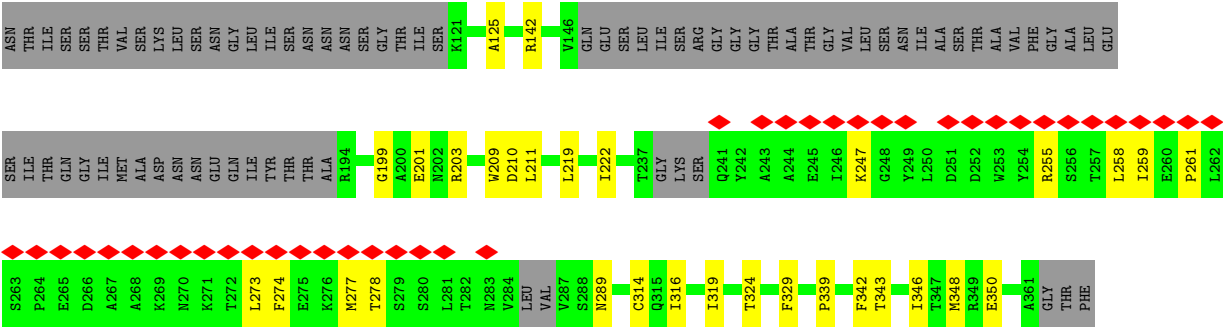 ASN THR ILE SER SER THR VAL SER LYS LEU SER ASN GLY LEU ILE SER ASN ASN ASN SER GLY THR ILE SER K121 A125 R142 V146 GLN GLU SER LEU ILE SER ARG GLY GLY GLY THR ALA THR GLY VAL LEU SER ASN ILE ALA SER THR ALA VAL PHE GLY ALA LEU GLU
SER ILE THR GLN GLY ILE MET ALA ASP ASN ASN GLU GLN ILE TYR THR THR ALA R194 G199 A200 E201 N202 R203 W209 D210 L211 L219 I222 T237 GLY LYS SER Q241 Y242 A243 A244 E245 I246 K247 G248 Y249 L250 D251 D252 W253 Y254 R255 S256 T257 L258 I259 E260 P261 L262
S263 P264 E265 D266 A267 A268 K269 N270 K271 T272 L273 F274 E275 K276 M277 T278 S279 S280 L281 T282 N283 V284 LEU VAL V287 S288 N289 C314 Q315 I316 I319 T324 F329 P339 F342 T343 I346 T347 M348 R349 E350 A361 GLY THR PHE